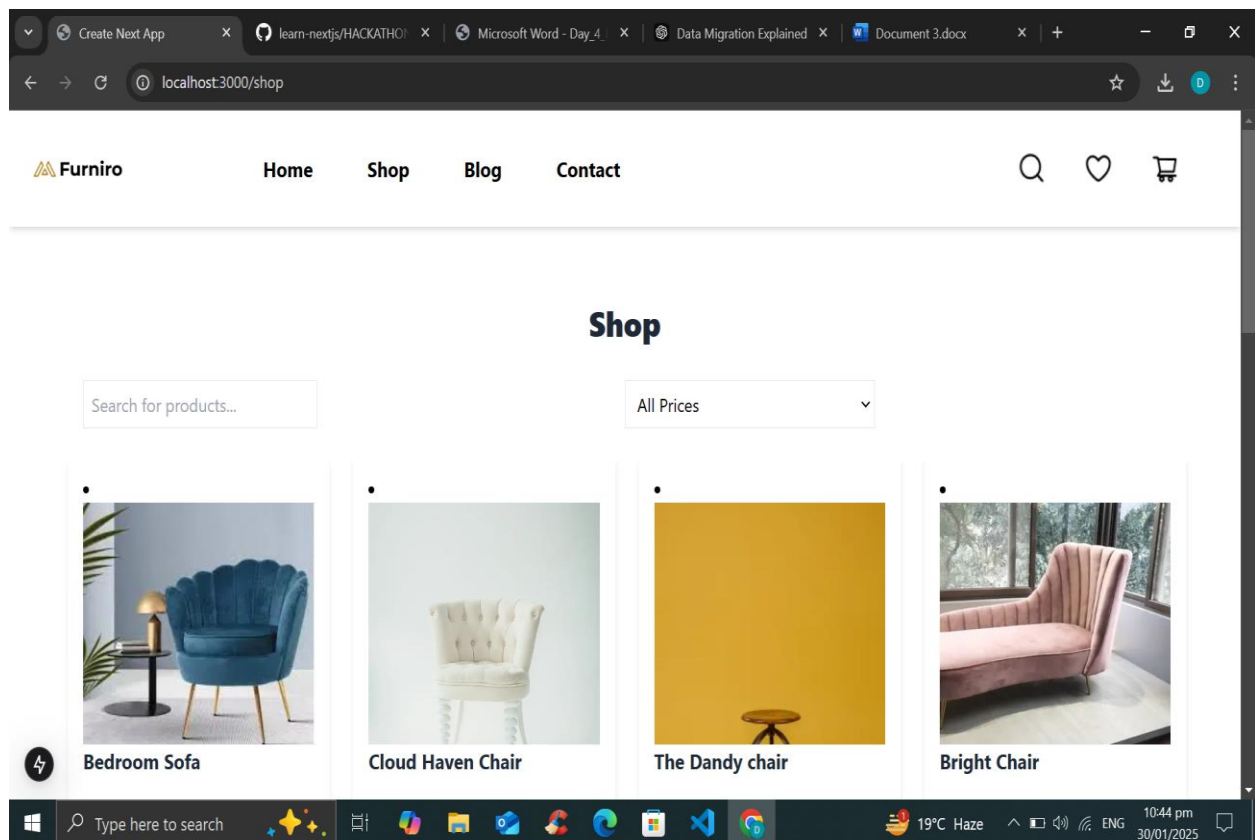 Create Next App
learn-nextjs/HACKATHO
Microsoft Word - Day_4_
Data Migration Explained
Document 3.docx
localhost:3000/shop
D
Furniro
Home
Shop
Blog
Contact
Shop
Search for products...
All Prices
Bedroom Sofa
Cloud Haven Chair
The Dandy chair
Bright Chair
Type here to search
19°C Haze
ENG
10:44 pm
30/01/2025